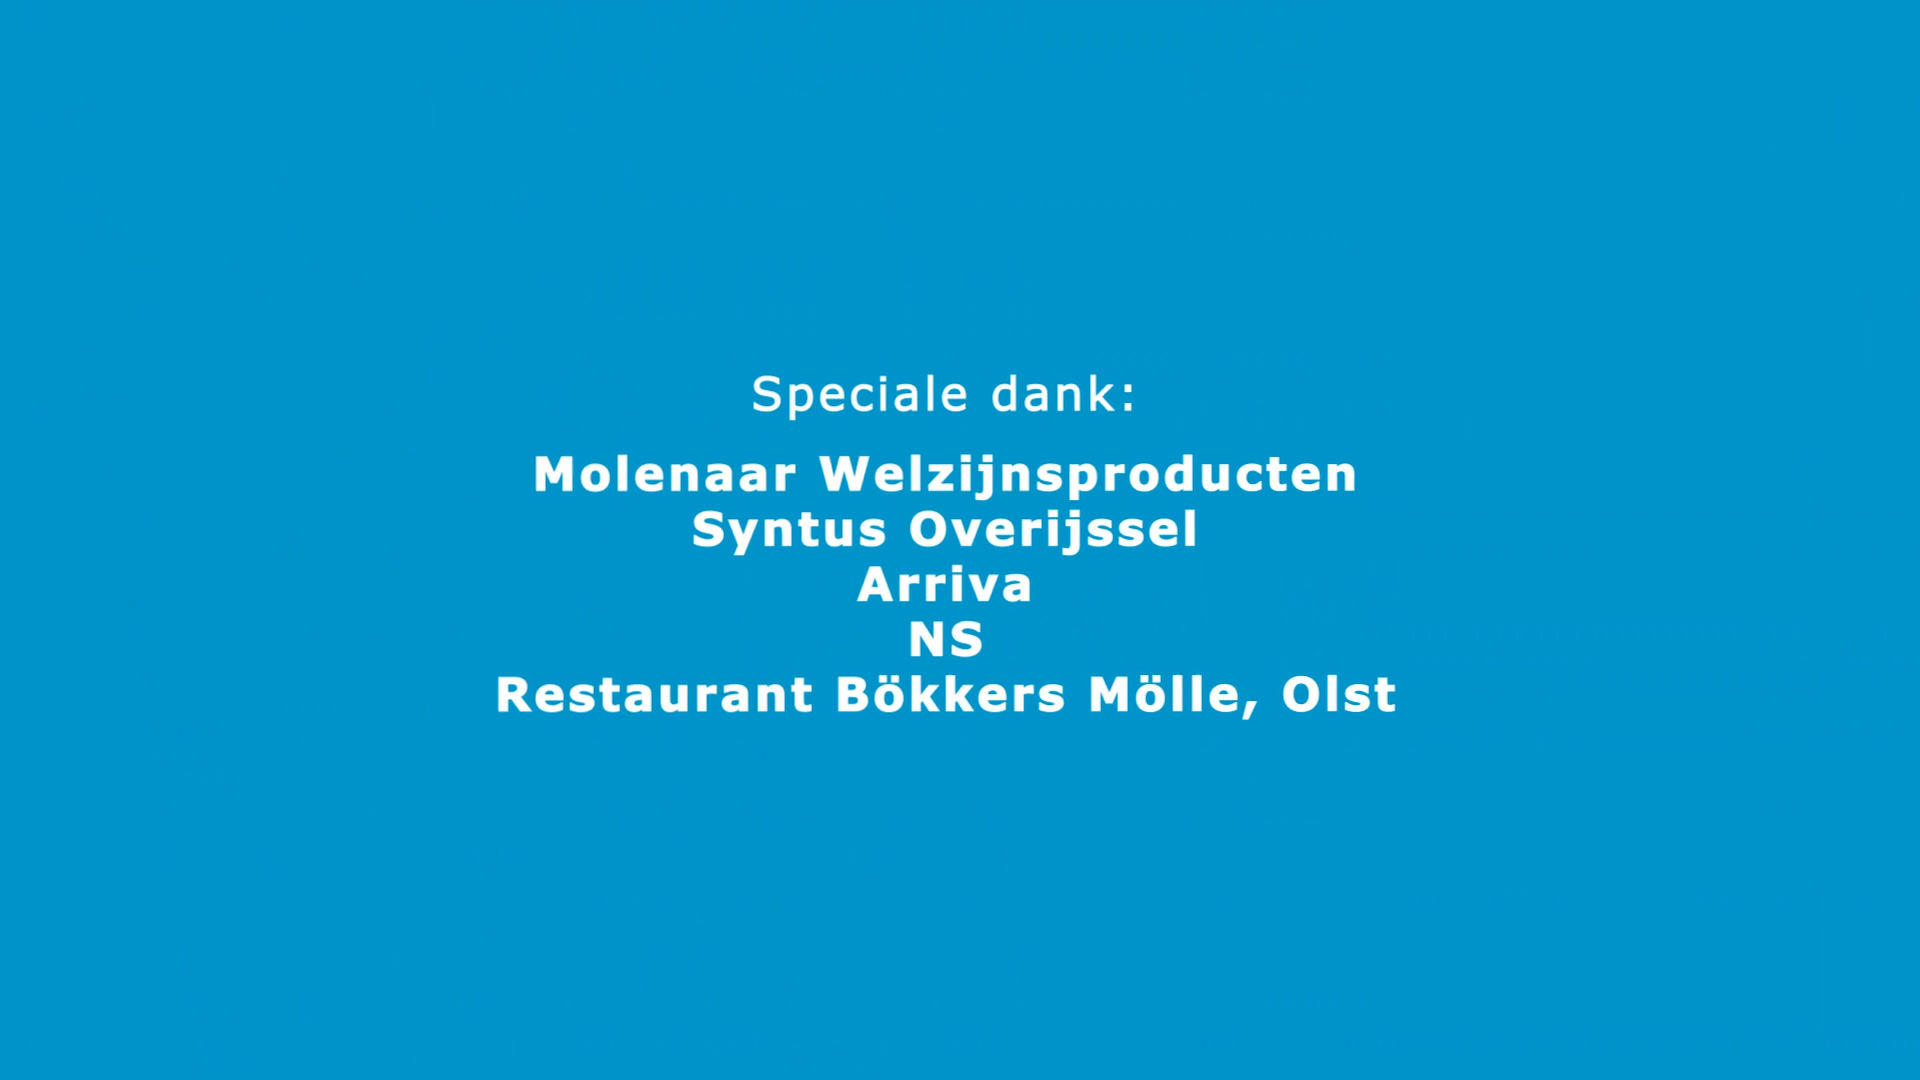 Speciale dank:
Molenaar Welzijnsproducten
Syntus Overijssel
Arriva
NS
Restaurant Bökkers Mölle, Olst